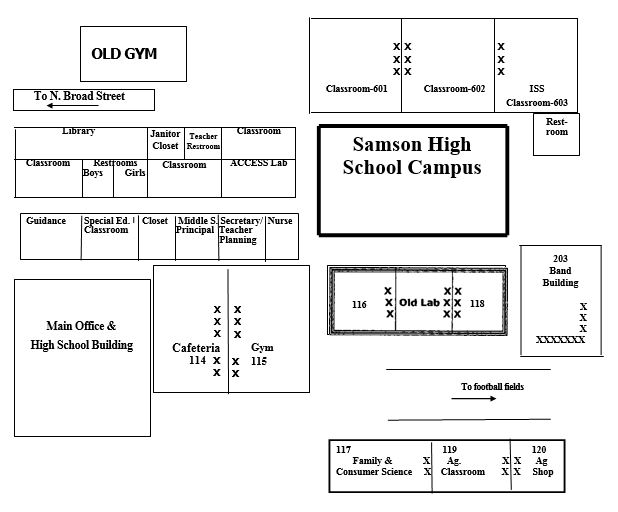 OLD GYM
To N. Broad Street
X X
X X
X X
X
X
X
Classroom-601
Classroom-602
ISS
Classroom-603
Rest-
room
Library
Janitor
Closet
Teacher
Restroom
Classroom
Classroom
Restrooms
Boys Girls
Classroom
ACCESS Lab
Samson High
School Campus
Guidance
Special Ed.
Classroom
Closet
Middle S.
Principal
Secretary/
Teacher
Planning
Nurse
Main Office &
High School Building
X X
X X
X X
Cafeteria
Gym
114 X X 115
X X
116
X
X
X
Old Lab
X X
X X
X X
118
203
Band
Building
X
X
X
XXXXXXX
To football fields
117
Family & X
Consumer Science X
119
Ag. X
Classroom X
120
X Ag
X Shop